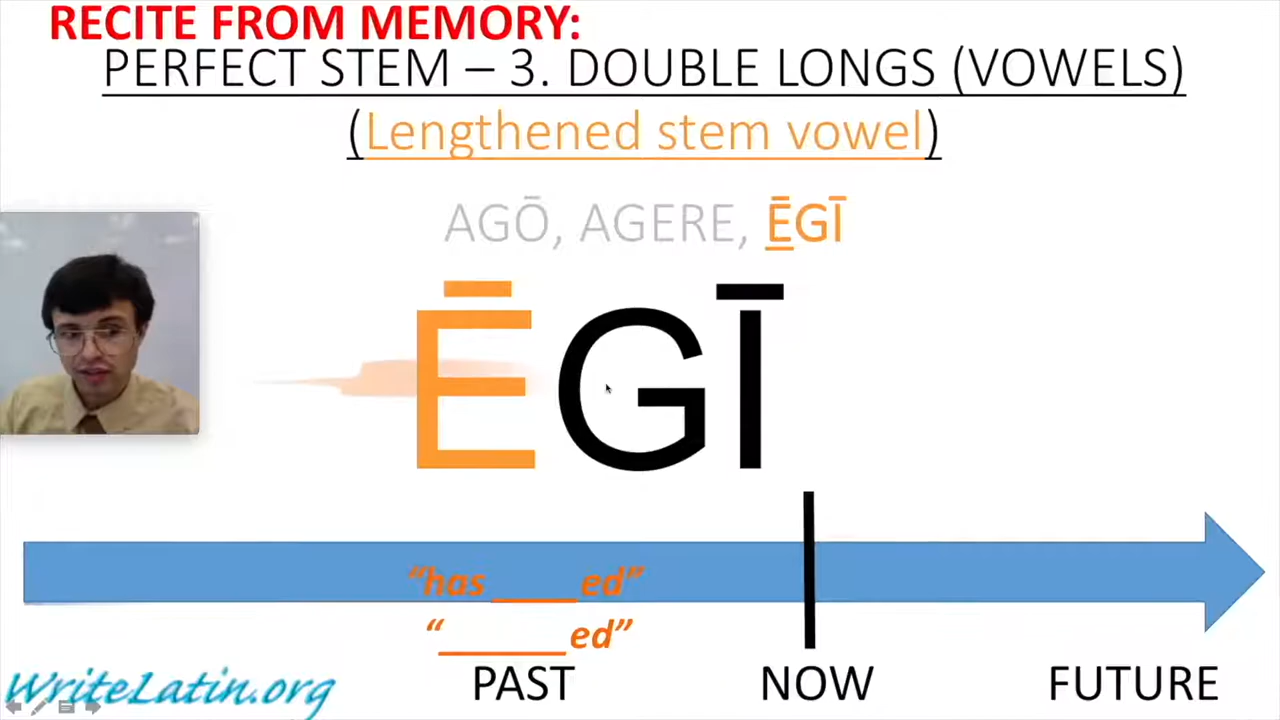 RECITE FROM MEMORY:
PERFECT STEM – 3. DOUBLE LONGS (VOWELS)
(Lengthened stem vowel)
AGŌ, AGERE, ĒGĪ
ĒGĪ
“has ____ed”
“______ed”
PAST NOW FUTURE
WriteLatin.org